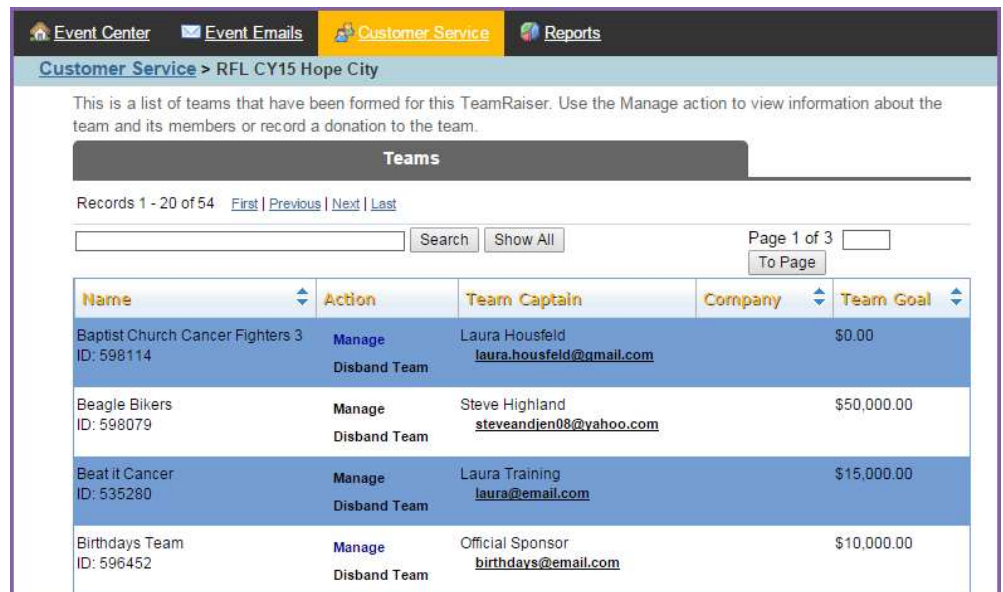 Event Center Event Emails Customer Service Reports
Customer Service > RFL CY15 Hope City
This is a list of teams that have been formed for this TeamRaiser. Use the Manage action to view information about the
team and its members or record a donation to the team.
Teams
Records 1 - 20 of 54 First | Previous | Next | Last
Search Show All Page 1 of 3
To Page
Name Action Team Captain Company Team Goal
Baptist Church Cancer Fighters 3 Manage Laura Housfeld $0.00
ID: 598114 laura.housfeld@gmail.com
Disband Team
Beagle Bikers Manage Steve Highland $50,000.00
ID: 598079 steveandjen08@yahoo.com
Disband Team
Beat it Cancer Manage Laura Training $15,000.00
ID: 535280 laura@email.com
Disband Team
Birthdays Team Manage Official Sponsor $10,000.00
ID: 596452 birthdays@email.com
Disband Team